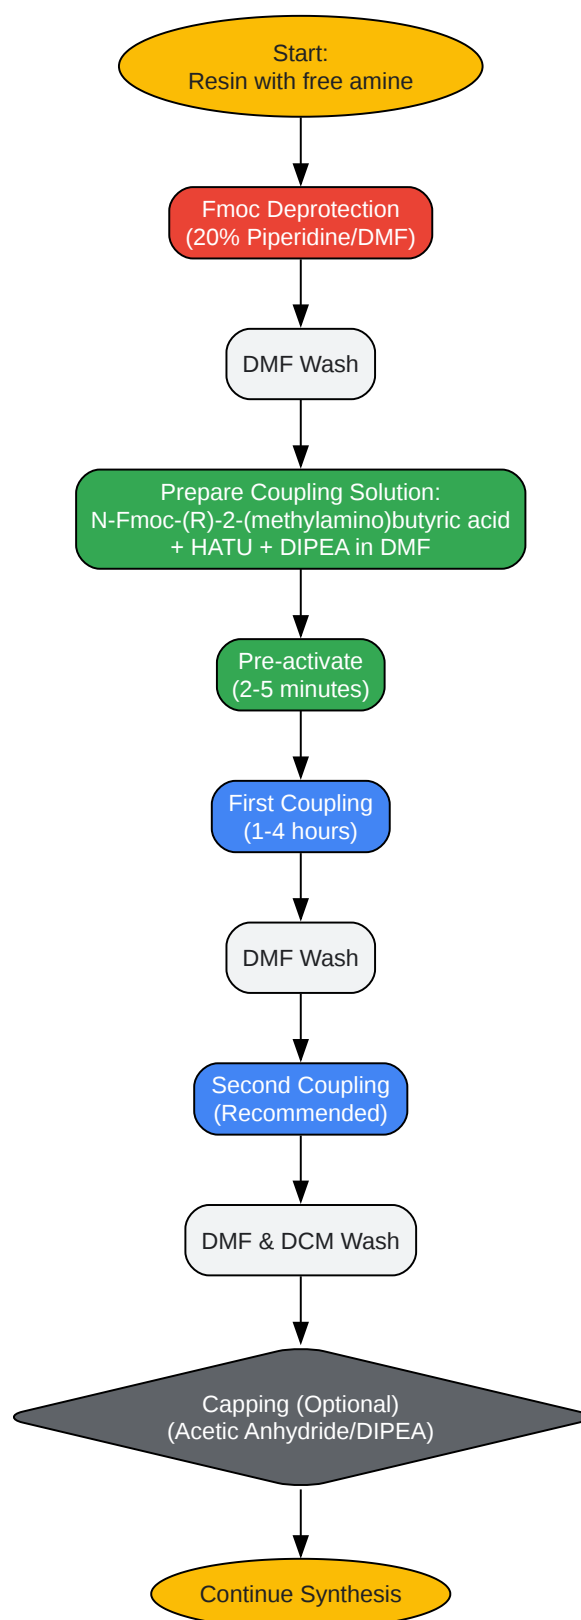 Start:
Resin with free amine
Fmoc Deprotection
(20% Piperidine/DMF)
DMF Wash
Prepare Coupling Solution:
N-Fmoc-(R)-2-(methylamino)butyric acid
+ HATU + DIPEA in DMF
Pre-activate
(2-5 minutes)
First Coupling
(1-4 hours)
DMF Wash
Second Coupling
(Recommended)
DMF & DCM Wash
Capping (Optional)
(Acetic Anhydride/DIPEA)
Continue Synthesis